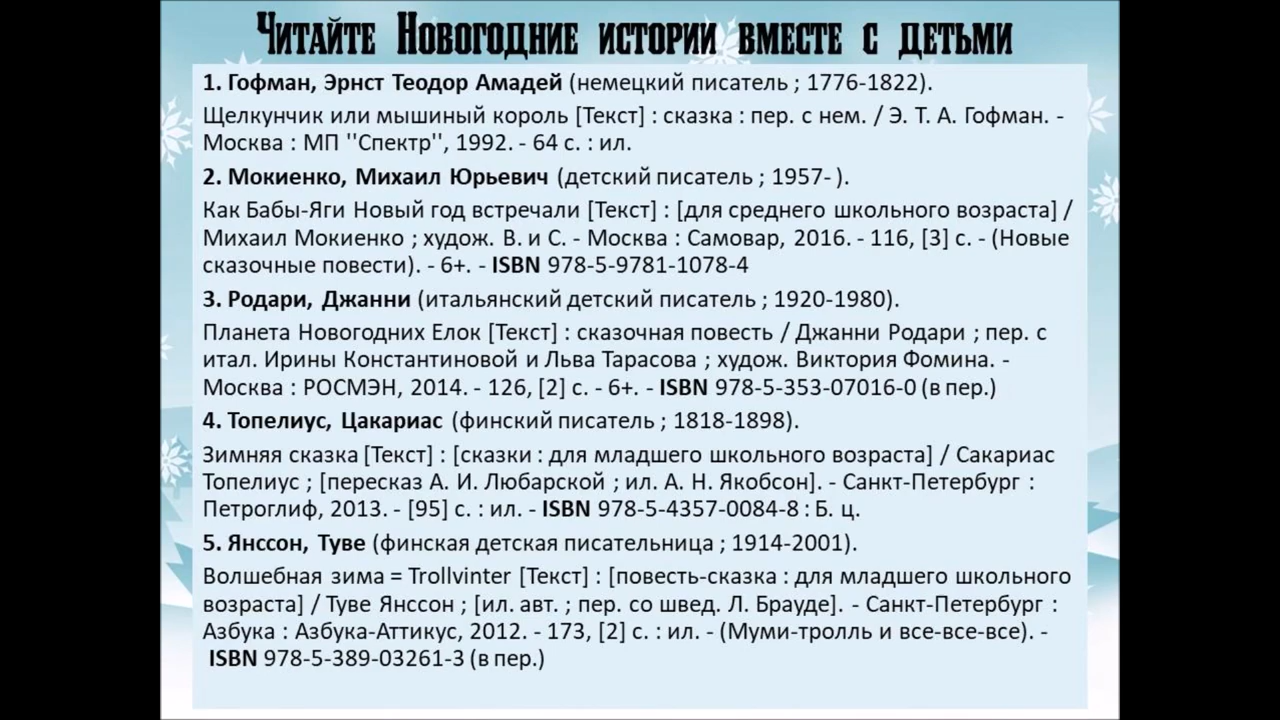 Читайте Новогодние истории вместе с детьми
1. Гофман, Эрнст Теодор Амадей (немецкий писатель ; 1776-1822).
Щелкунчик или мышиный король [Текст] : сказка : пер. с нем. / Э. Т. А. Гофман. -
Москва : МП ''Спектр'', 1992. - 64 с. : ил.
2. Мокиенко, Михаил Юрьевич (детский писатель ; 1957- ).
Как Бабы-Яги Новый год встречали [Текст] : [для среднего школьного возраста] /
Михаил Мокиенко ; худож. В. и С. - Москва : Самовар, 2016. - 116, [3] с. - (Новые
сказочные повести). - 6+. - ISBN 978-5-9781-1078-4
3. Родари, Джанни (итальянский детский писатель ; 1920-1980).
Планета Новогодних Елок [Текст] : сказочная повесть / Джанни Родари ; пер. с
итал. Ирины Константиновой и Льва Тарасова ; худож. Виктория Фомина. -
Москва : РОСМЭН, 2014. - 126, [2] с. - 6+. - ISBN 978-5-353-07016-0 (в пер.)
4. Топелиус, Цакариас (финский писатель ; 1818-1898).
Зимняя сказка [Текст] : [сказки : для младшего школьного возраста] / Сакариас
Топелиус ; [пересказ А. И. Любарской ; ил. А. Н. Якобсон]. - Санкт-Петербург :
Петроглиф, 2013. - [95] с. : ил. - ISBN 978-5-4357-0084-8 : Б. ц.
5. Янссон, Туве (финская детская писательница ; 1914-2001).
Волшебная зима = Trollvinter [Текст] : [повесть-сказка : для младшего школьного
возраста] / Туве Янссон ; [ил. авт. ; пер. со швед. Л. Брауде]. - Санкт-Петербург :
Азбука : Азбука-Аттикус, 2012. - 173, [2] с. : ил. - (Муми-тролль и все-все-все). -
ISBN 978-5-389-03261-3 (в пер.)